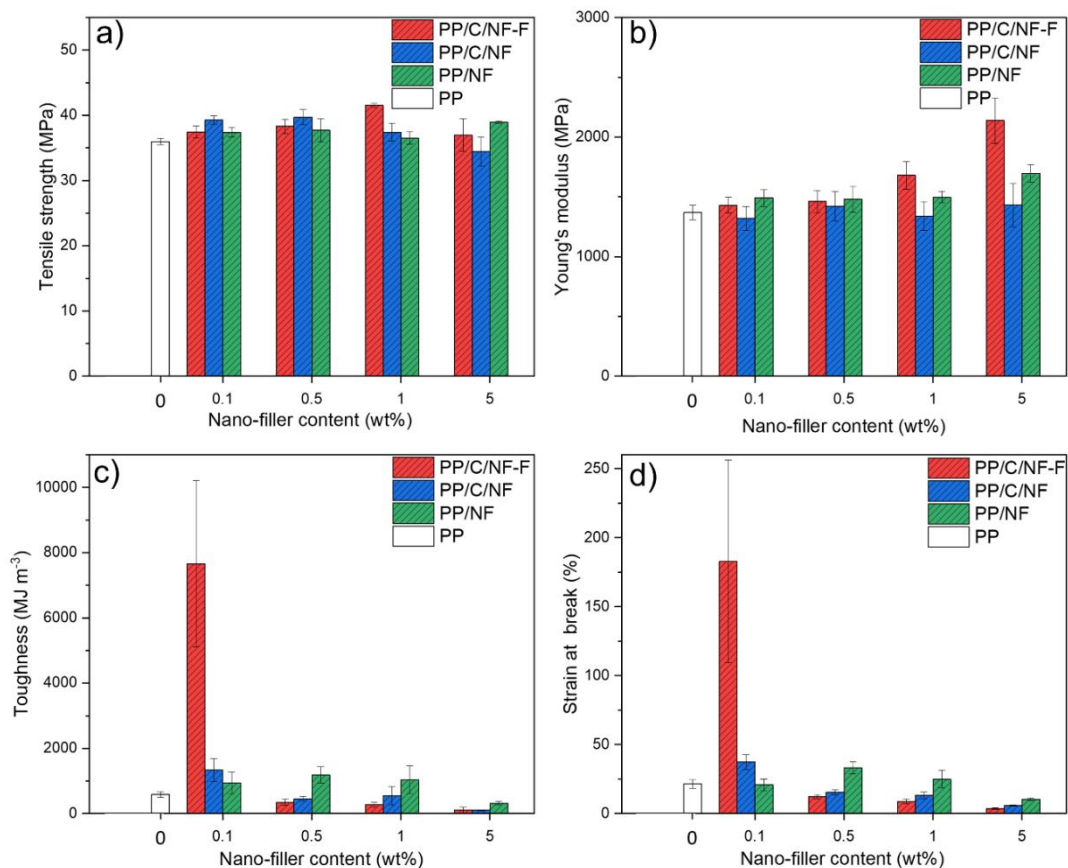 a)
PP/C/NF-F
PP/C/NF
PP/NF
PP
Tensile strength (MPa)
50
40
30
20
10
0
0
0.1
0.5
1
5
Nano-filler content (wt%)
b)
PP/C/NF-F
PP/C/NF
PP/NF
PP
Young's modulus (MPa)
3000
2000
1000
0
0
0.1
0.5
1
5
Nano-filler content (wt%)
c)
PP/C/NF-F
PP/C/NF
PP/NF
PP
Toughness (MJ m⁻³)
10000
8000
6000
4000
2000
0
0
0.1
0.5
1
5
Nano-filler content (wt%)
d)
PP/C/NF-F
PP/C/NF
PP/NF
PP
Strain at break (%)
250
200
150
100
50
0
0
0.1
0.5
1
5
Nano-filler content (wt%)